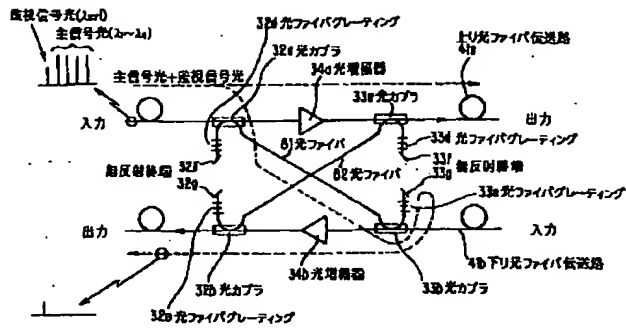 監視信号光(λsv1)
主信号光(λ1～λ4)
32d 光ファイバグレーティング
32a 光カプラ
34a 光増幅器
33a 光カプラ
上り光ファイバ伝送路
41a
主信号光+監視信号光
入力
出力
61 光ファイバ
62 光ファイバ
33d 光ファイバグレーティング
33f
無反射終端
32f
無反射終端
33g
32g
33e 光ファイバグレーティング
出力
入力
34b 光増幅器
41b 下り光ファイバ伝送路
32b 光カプラ
33b 光カプラ
32e 光ファイバグレーティング